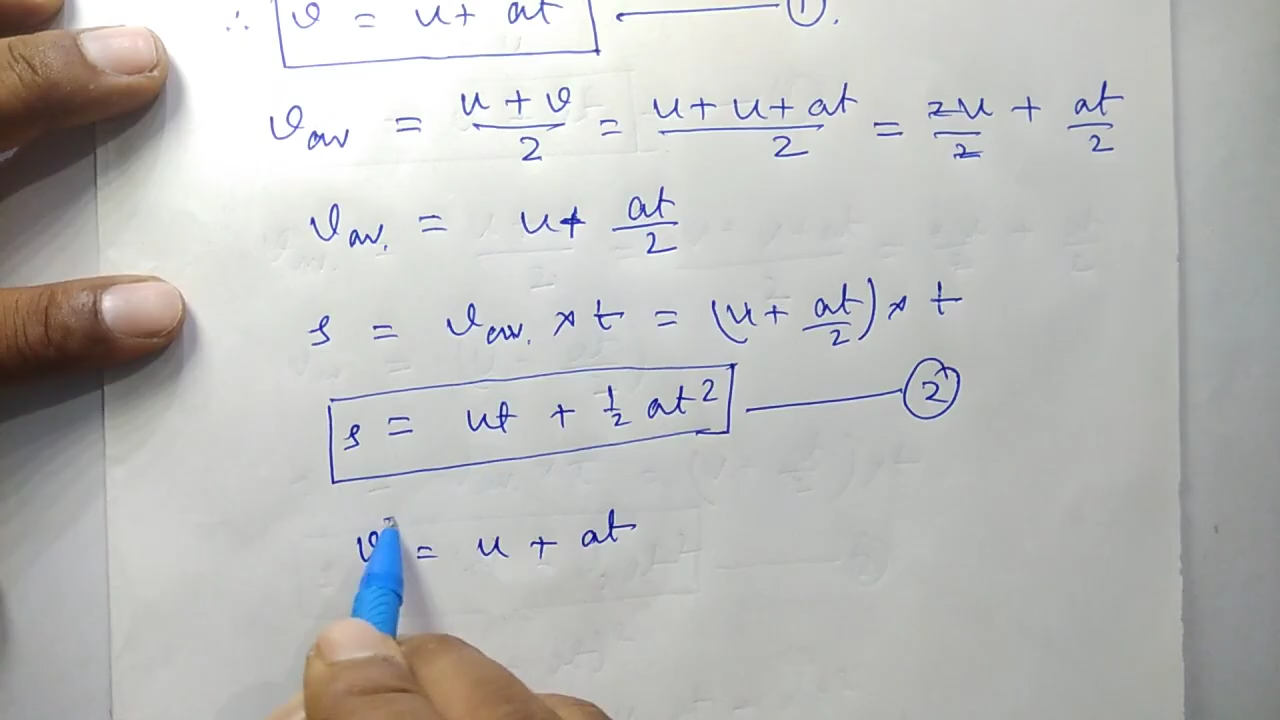 ∴ v = u + at ——— ①.
v_av = (u + v)/2 = (u + u + at)/2 = 2u/2 + at/2
v_av. = u + at/2
s = v_av. × t = (u + at/2) × t
s = ut + 1/2 at² ——— ②
v = u + at